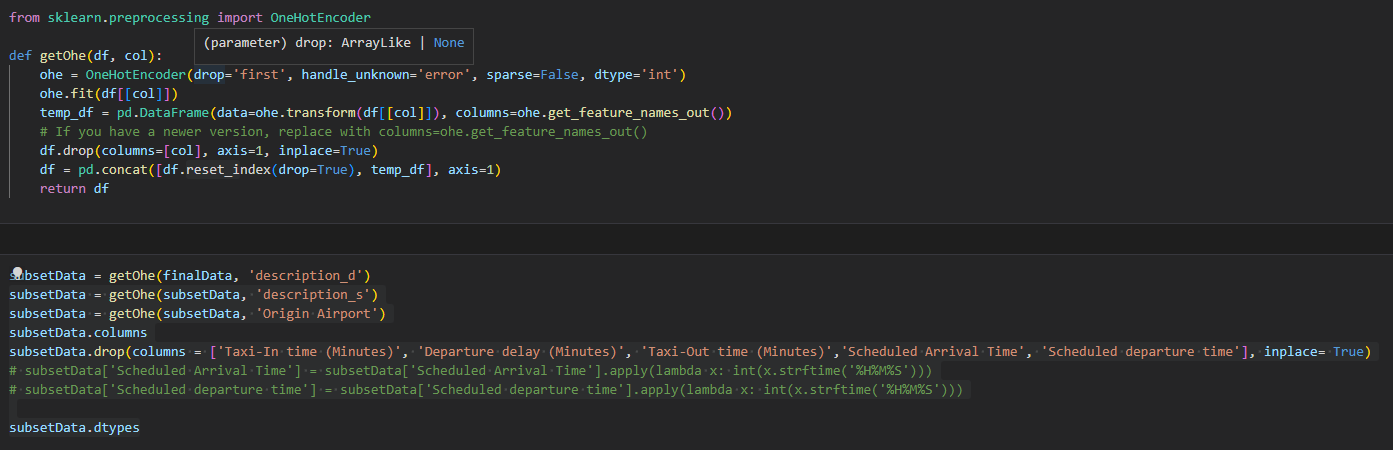 from sklearn.preprocessing import OneHotEncoder
(parameter) drop: ArrayLike | None
def getOhe(df, col):
    ohe = OneHotEncoder(drop='first', handle_unknown='error', sparse=False, dtype='int')
    ohe.fit(df[[col]])
    temp_df = pd.DataFrame(data=ohe.transform(df[[col]]), columns=ohe.get_feature_names_out())
    # If you have a newer version, replace with columns=ohe.get_feature_names_out()
    df.drop(columns=[col], axis=1, inplace=True)
    df = pd.concat([df.reset_index(drop=True), temp_df], axis=1)
    return df
subsetData = getOhe(finalData, 'description_d')
subsetData = getOhe(subsetData, 'description_s')
subsetData = getOhe(subsetData, 'Origin Airport')
subsetData.columns
subsetData.drop(columns = ['Taxi-In time (Minutes)', 'Departure delay (Minutes)', 'Taxi-Out time (Minutes)','Scheduled Arrival Time', 'Scheduled departure time'], inplace= True)
# subsetData['Scheduled Arrival Time'] = subsetData['Scheduled Arrival Time'].apply(lambda x: int(x.strftime('%H%M%S')))
# subsetData['Scheduled departure time'] = subsetData['Scheduled departure time'].apply(lambda x: int(x.strftime('%H%M%S')))
subsetData.dtypes